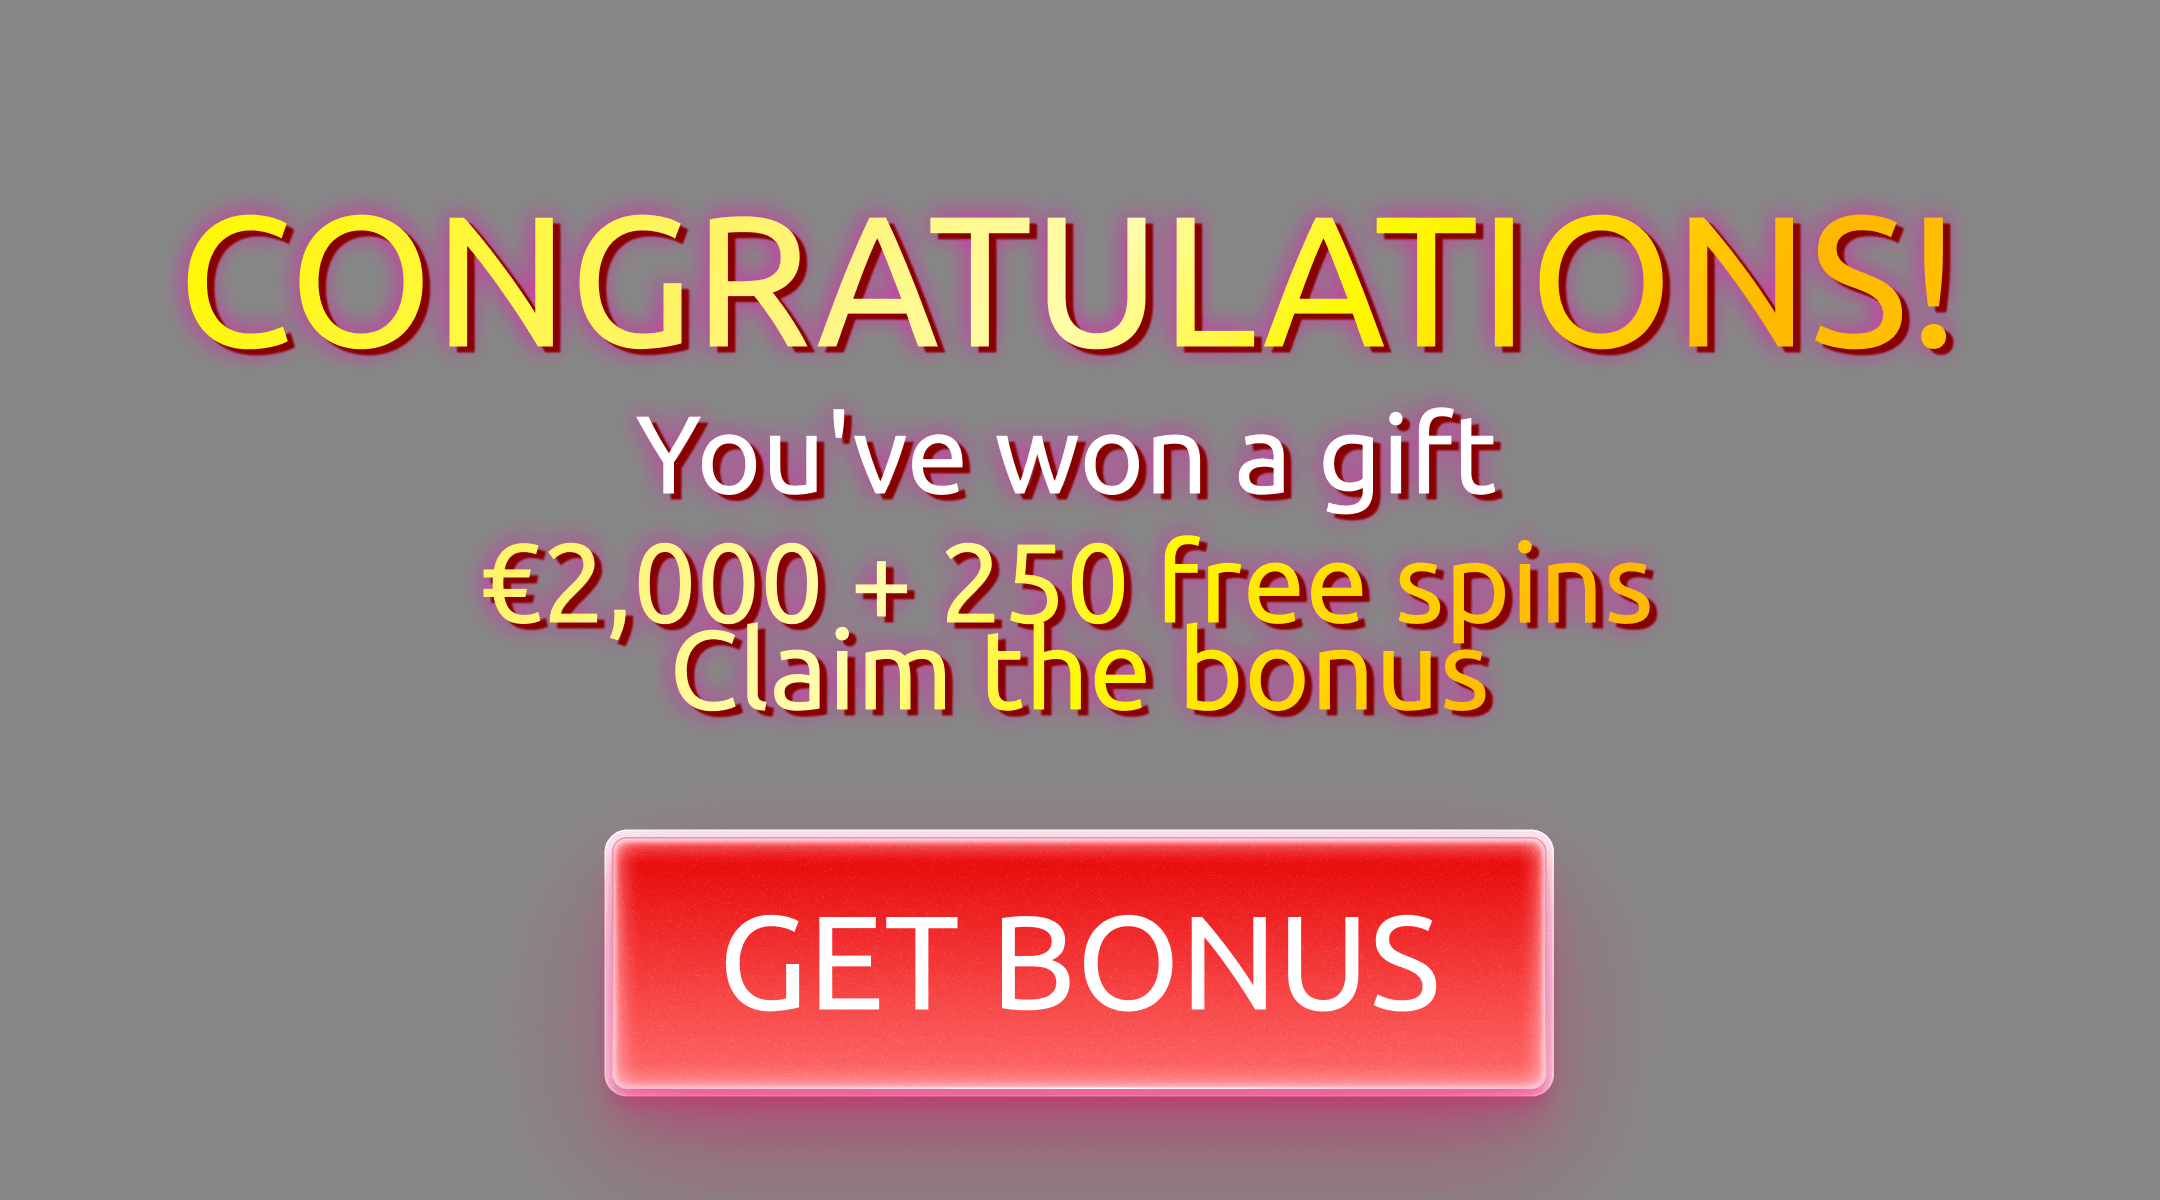 CONGRATULATIONS!
You've won a gift
€2,000 + 250 free spins
Claim the bonus
GET BONUS